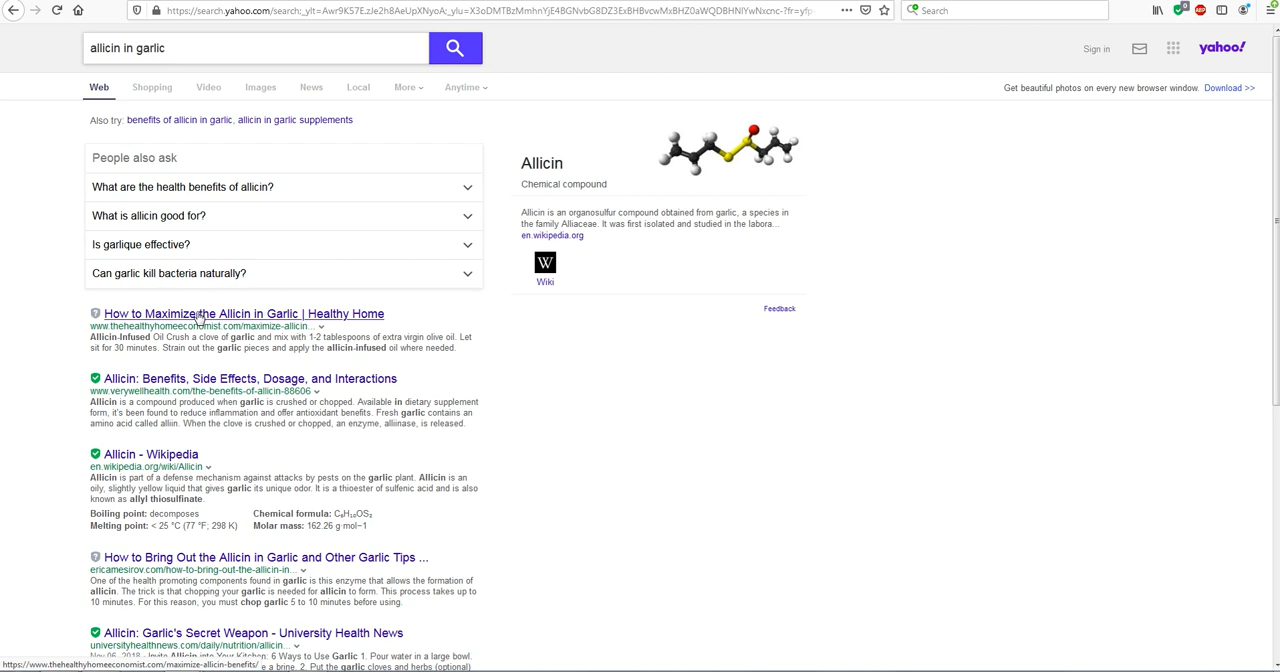 https://search.yahoo.com/search;
Search
0
allicin in garlic
Sign in
yahoo!
Web
Shopping
Video
Images
News
Local
More
Anytime
Get beautiful photos on every new browser window. Download >>
Also try: benefits of allicin in garlic, allicin in garlic supplements
People also ask
What are the health benefits of allicin?
What is allicin good for?
Is garlique effective?
Can garlic kill bacteria naturally?
Allicin
Chemical compound
Allicin is an organosulfur compound obtained from garlic, a species in
the family Alliaceae. It was first isolated and studied in the labora...
en.wikipedia.org
W
Wiki
Feedback
How to Maximize the Allicin in Garlic | Healthy Home
www.thehealthyhomeeconomist.com/maximize-allicin...
Allicin-Infused Oil Crush a clove of garlic and mix with 1-2 tablespoons of extra virgin olive oil. Let
sit for 30 minutes. Strain out the garlic pieces and apply the allicin-infused oil where needed.
Allicin: Benefits, Side Effects, Dosage, and Interactions
www.verywellhealth.com/the-benefits-of-allicin-88606
Allicin is a compound produced when garlic is crushed or chopped. Available in dietary supplement
form, it's been found to reduce inflammation and offer antioxidant benefits. Fresh garlic contains an
amino acid called alliin. When the clove is crushed or chopped, an enzyme, alliinase, is released.
Allicin - Wikipedia
en.wikipedia.org/wiki/Allicin
Allicin is part of a defense mechanism against attacks by pests on the garlic plant. Allicin is an
oily, slightly yellow liquid that gives garlic its unique odor. It is a thioester of sulfenic acid and is also
known as allyl thiosulfinate.
Boiling point: decomposes
Chemical formula: C₆H₁₀OS₂
Melting point: < 25 °C (77 °F; 298 K)
Molar mass: 162.26 g·mol−1
How to Bring Out the Allicin in Garlic and Other Garlic Tips ...
ericamesirov.com/how-to-bring-out-the-allicin-in...
One of the health promoting components found in garlic is this enzyme that allows the formation of
allicin. The trick is that chopping your garlic is needed for allicin to form. This process takes up to
10 minutes. For this reason, you must chop garlic 5 to 10 minutes before using.
Allicin: Garlic's Secret Weapon - University Health News
universityhealthnews.com/daily/nutrition/allicin...
Nov 06, 2018 · Invite Allicin into Your Kitchen: 6 Ways to Use Garlic 1. Pour water in a large bowl.
https://www.thehealthyhomeeconomist.com/maximize-allicin-benefits/
e a brine. 2. Put the garlic cloves and herbs (optional)